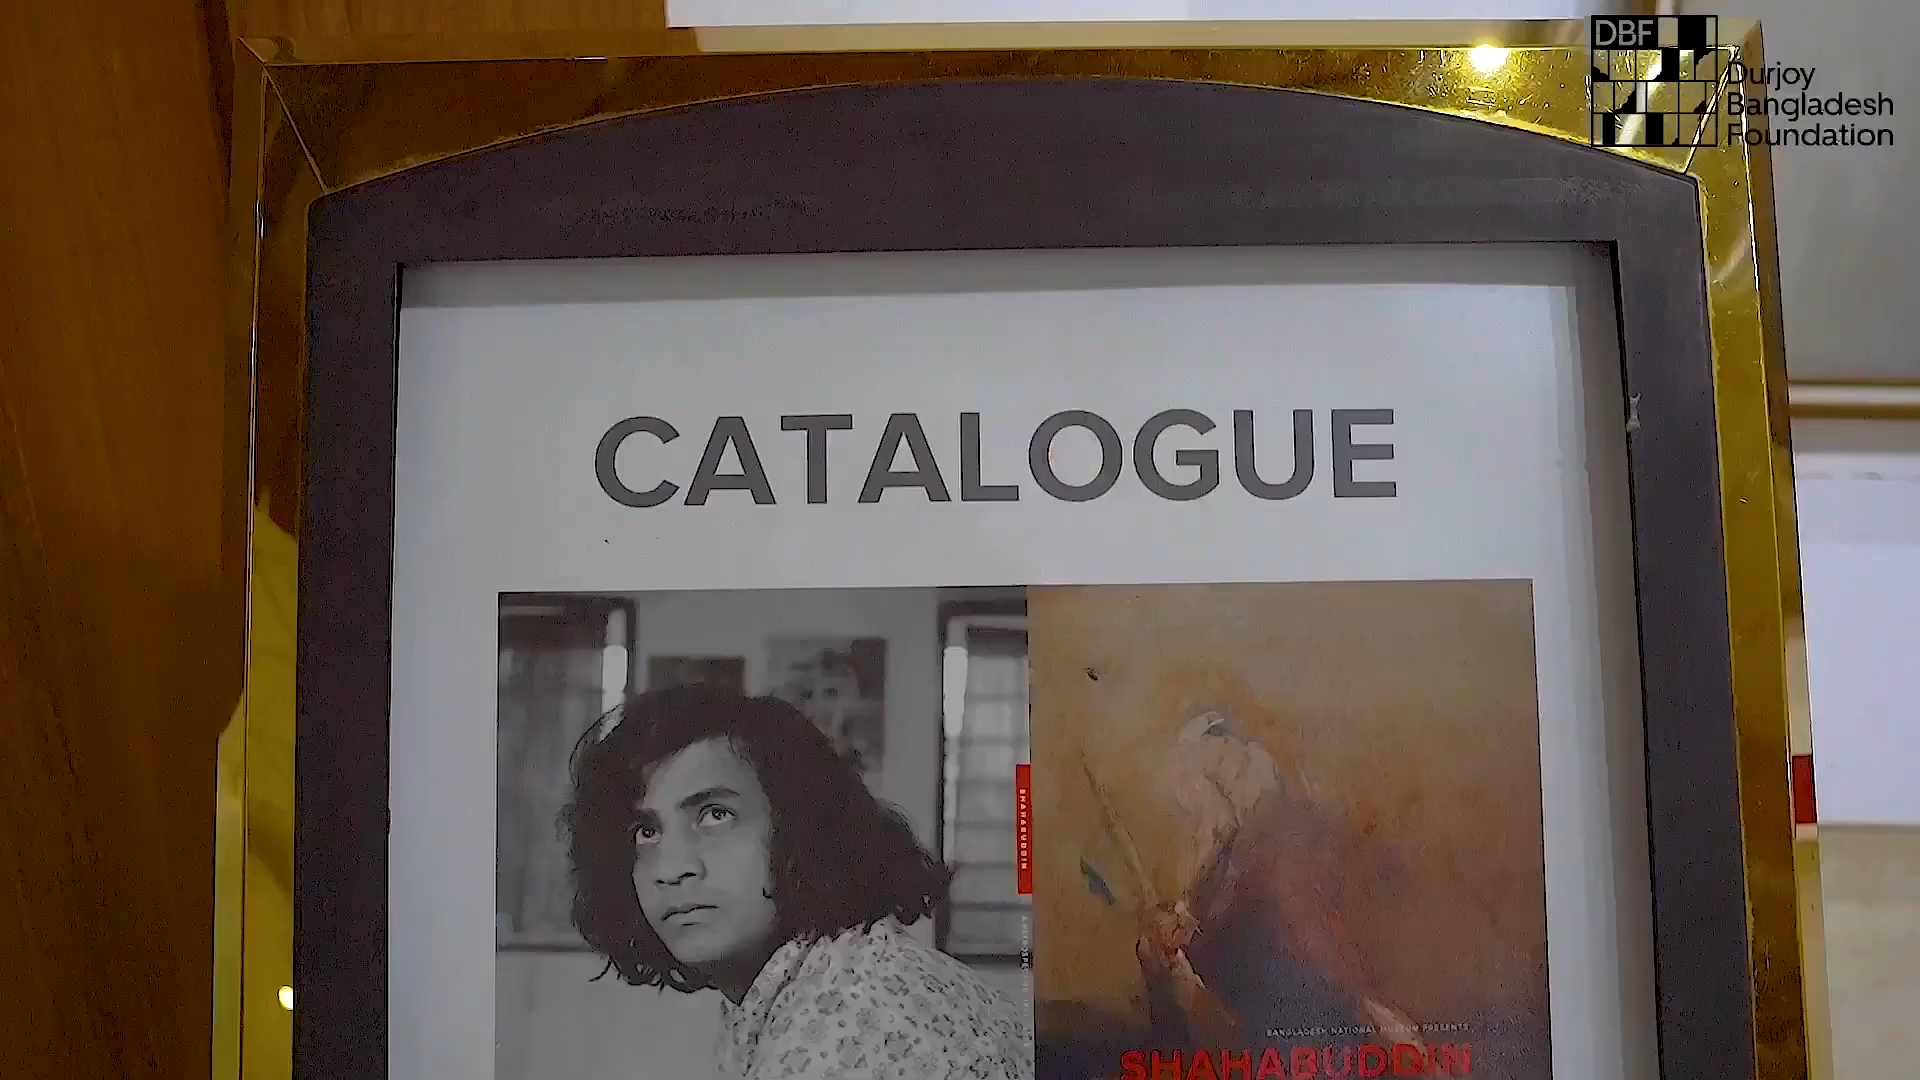 DBF
Durjoy
Bangladesh
Foundation
CATALOGUE
SHAHABUDDIN
BANGLADESH NATIONAL MUSEUM PRESENTS
SHAHABUDDIN